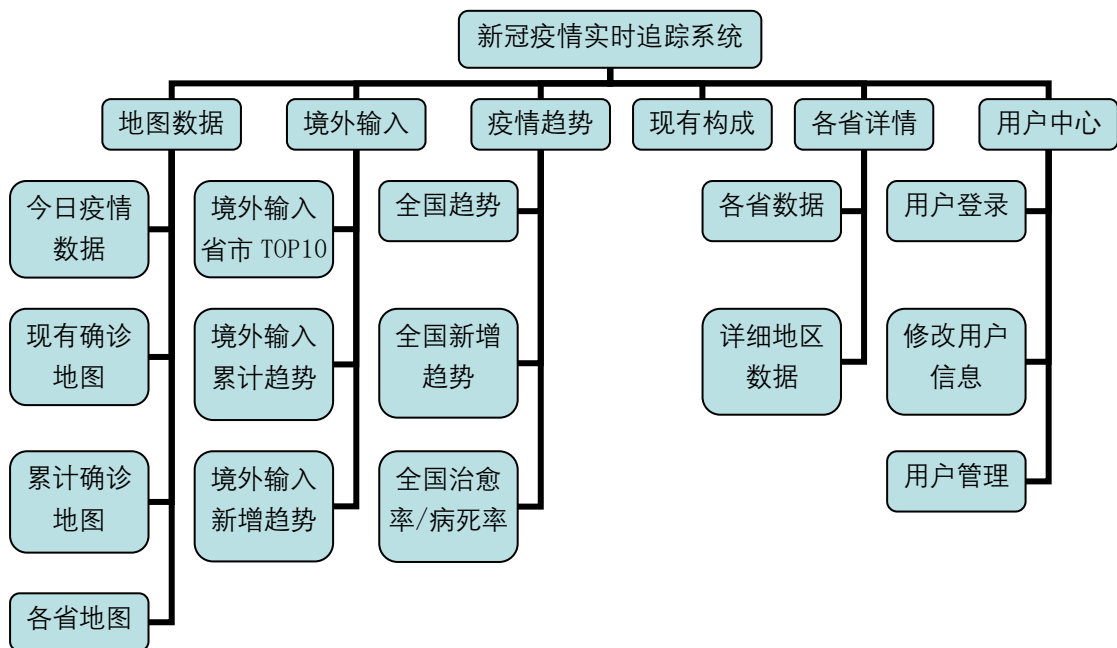 新冠疫情实时追踪系统
地图数据
境外输入
疫情趋势
现有构成
各省详情
用户中心
今日疫情
数据
现有确诊
地图
累计确诊
地图
各省地图
境外输入
省市 TOP10
境外输入
累计趋势
境外输入
新增趋势
全国趋势
全国新增
趋势
全国治愈
率/病死率
各省数据
详细地区
数据
用户登录
修改用户
信息
用户管理